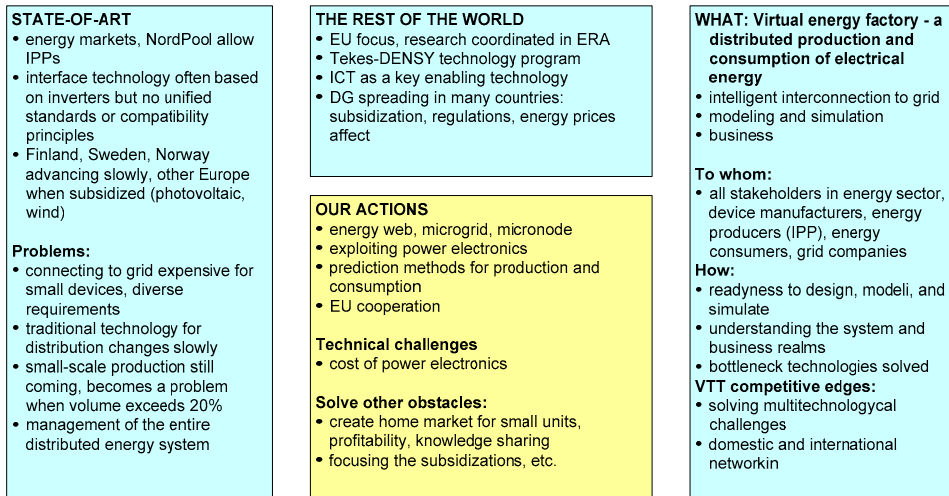 STATE-OF-ART
• energy markets, NordPool allow
IPPs
• interface technology often based
on inverters but no unified
standards or compatibility
principles
• Finland, Sweden, Norway
advancing slowly, other Europe
when subsidized (photovoltaic,
wind)
Problems:
• connecting to grid expensive for
small devices, diverse
requirements
• traditional technology for
distribution changes slowly
• small-scale production still
coming, becomes a problem
when volume exceeds 20%
• management of the entire
distributed energy system
THE REST OF THE WORLD
• EU focus, research coordinated in ERA
• Tekes-DENSY technology program
• ICT as a key enabling technology
• DG spreading in many countries:
subsidization, regulations, energy prices
affect
OUR ACTIONS
• energy web, microgrid, micronode
• exploiting power electronics
• prediction methods for production and
consumption
• EU cooperation
Technical challenges
• cost of power electronics
Solve other obstacles:
• create home market for small units,
profitability, knowledge sharing
• focusing the subsidizations, etc.
WHAT: Virtual energy factory - a
distributed production and
consumption of electrical
energy
• intelligent interconnection to grid
• modeling and simulation
• business
To whom:
• all stakeholders in energy sector,
device manufacturers, energy
producers (IPP), energy
consumers, grid companies
How:
• readyness to design, modeli, and
simulate
• understanding the system and
business realms
• bottleneck technologies solved
VTT competitive edges:
• solving multitechnologycal
challenges
• domestic and international
networkin